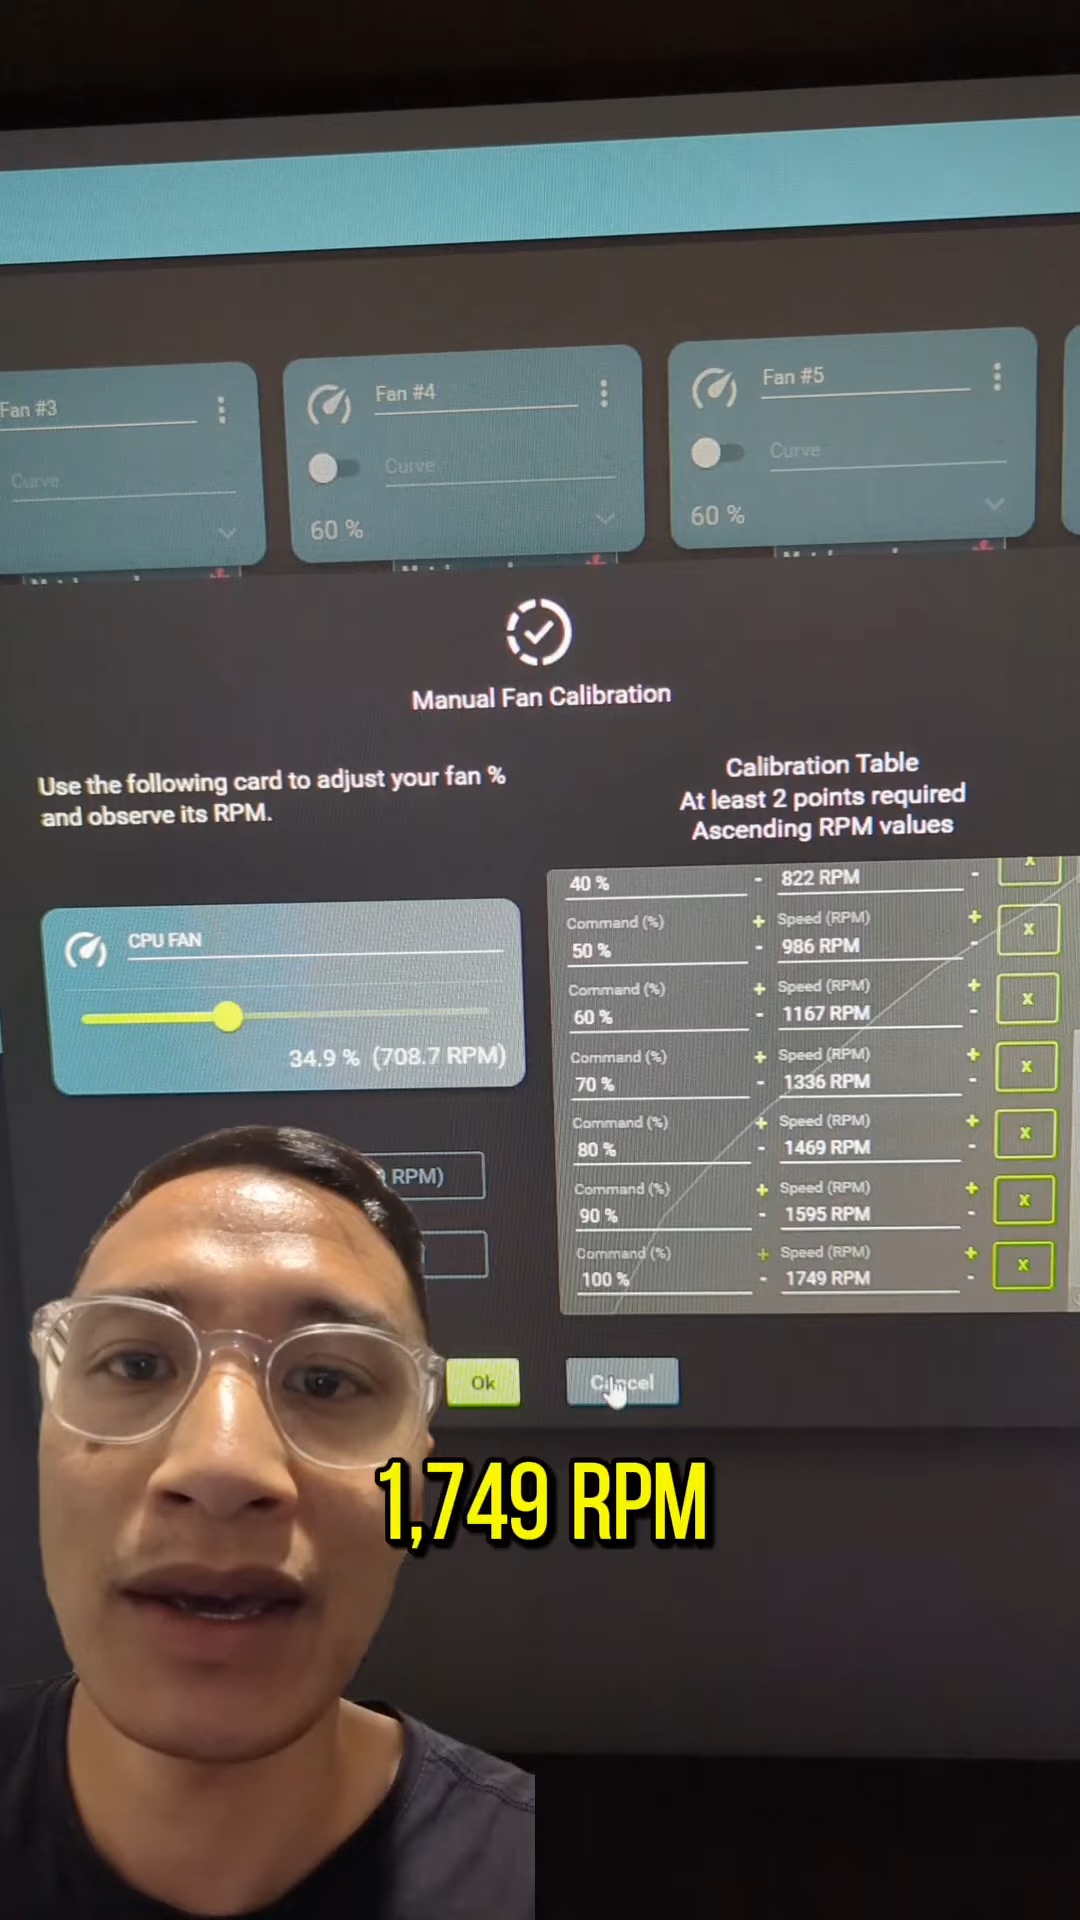 Fan #3
Fan #4
Fan #5
Curve
Curve
Curve
60 %
60 %
Manual Fan Calibration
Use the following card to adjust your fan %
and observe its RPM.
Calibration Table
At least 2 points required
Ascending RPM values
CPU FAN
34.9 % (708.7 RPM)
RPM)
40 % - 822 RPM - x
Command (%) + Speed (RPM) +
50 % - 986 RPM - x
Command (%) + Speed (RPM) +
60 % - 1167 RPM - x
Command (%) + Speed (RPM) +
70 % - 1336 RPM - x
Command (%) + Speed (RPM) +
80 % - 1469 RPM - x
Command (%) + Speed (RPM) +
90 % - 1595 RPM - x
Command (%) + Speed (RPM) +
100 % - 1749 RPM - x
Ok
Cancel
1,749 RPM